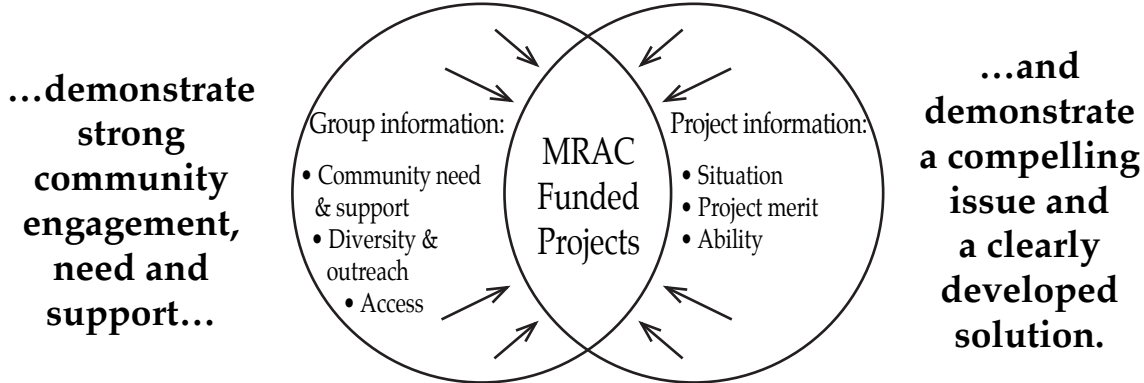 …demonstrate
strong
community
engagement,
need and
support…
Group information:
• Community need
& support
• Diversity &
outreach
• Access
MRAC
Funded
Projects
Project information:
• Situation
• Project merit
• Ability
…and
demonstrate
a compelling
issue and
a clearly
developed
solution.